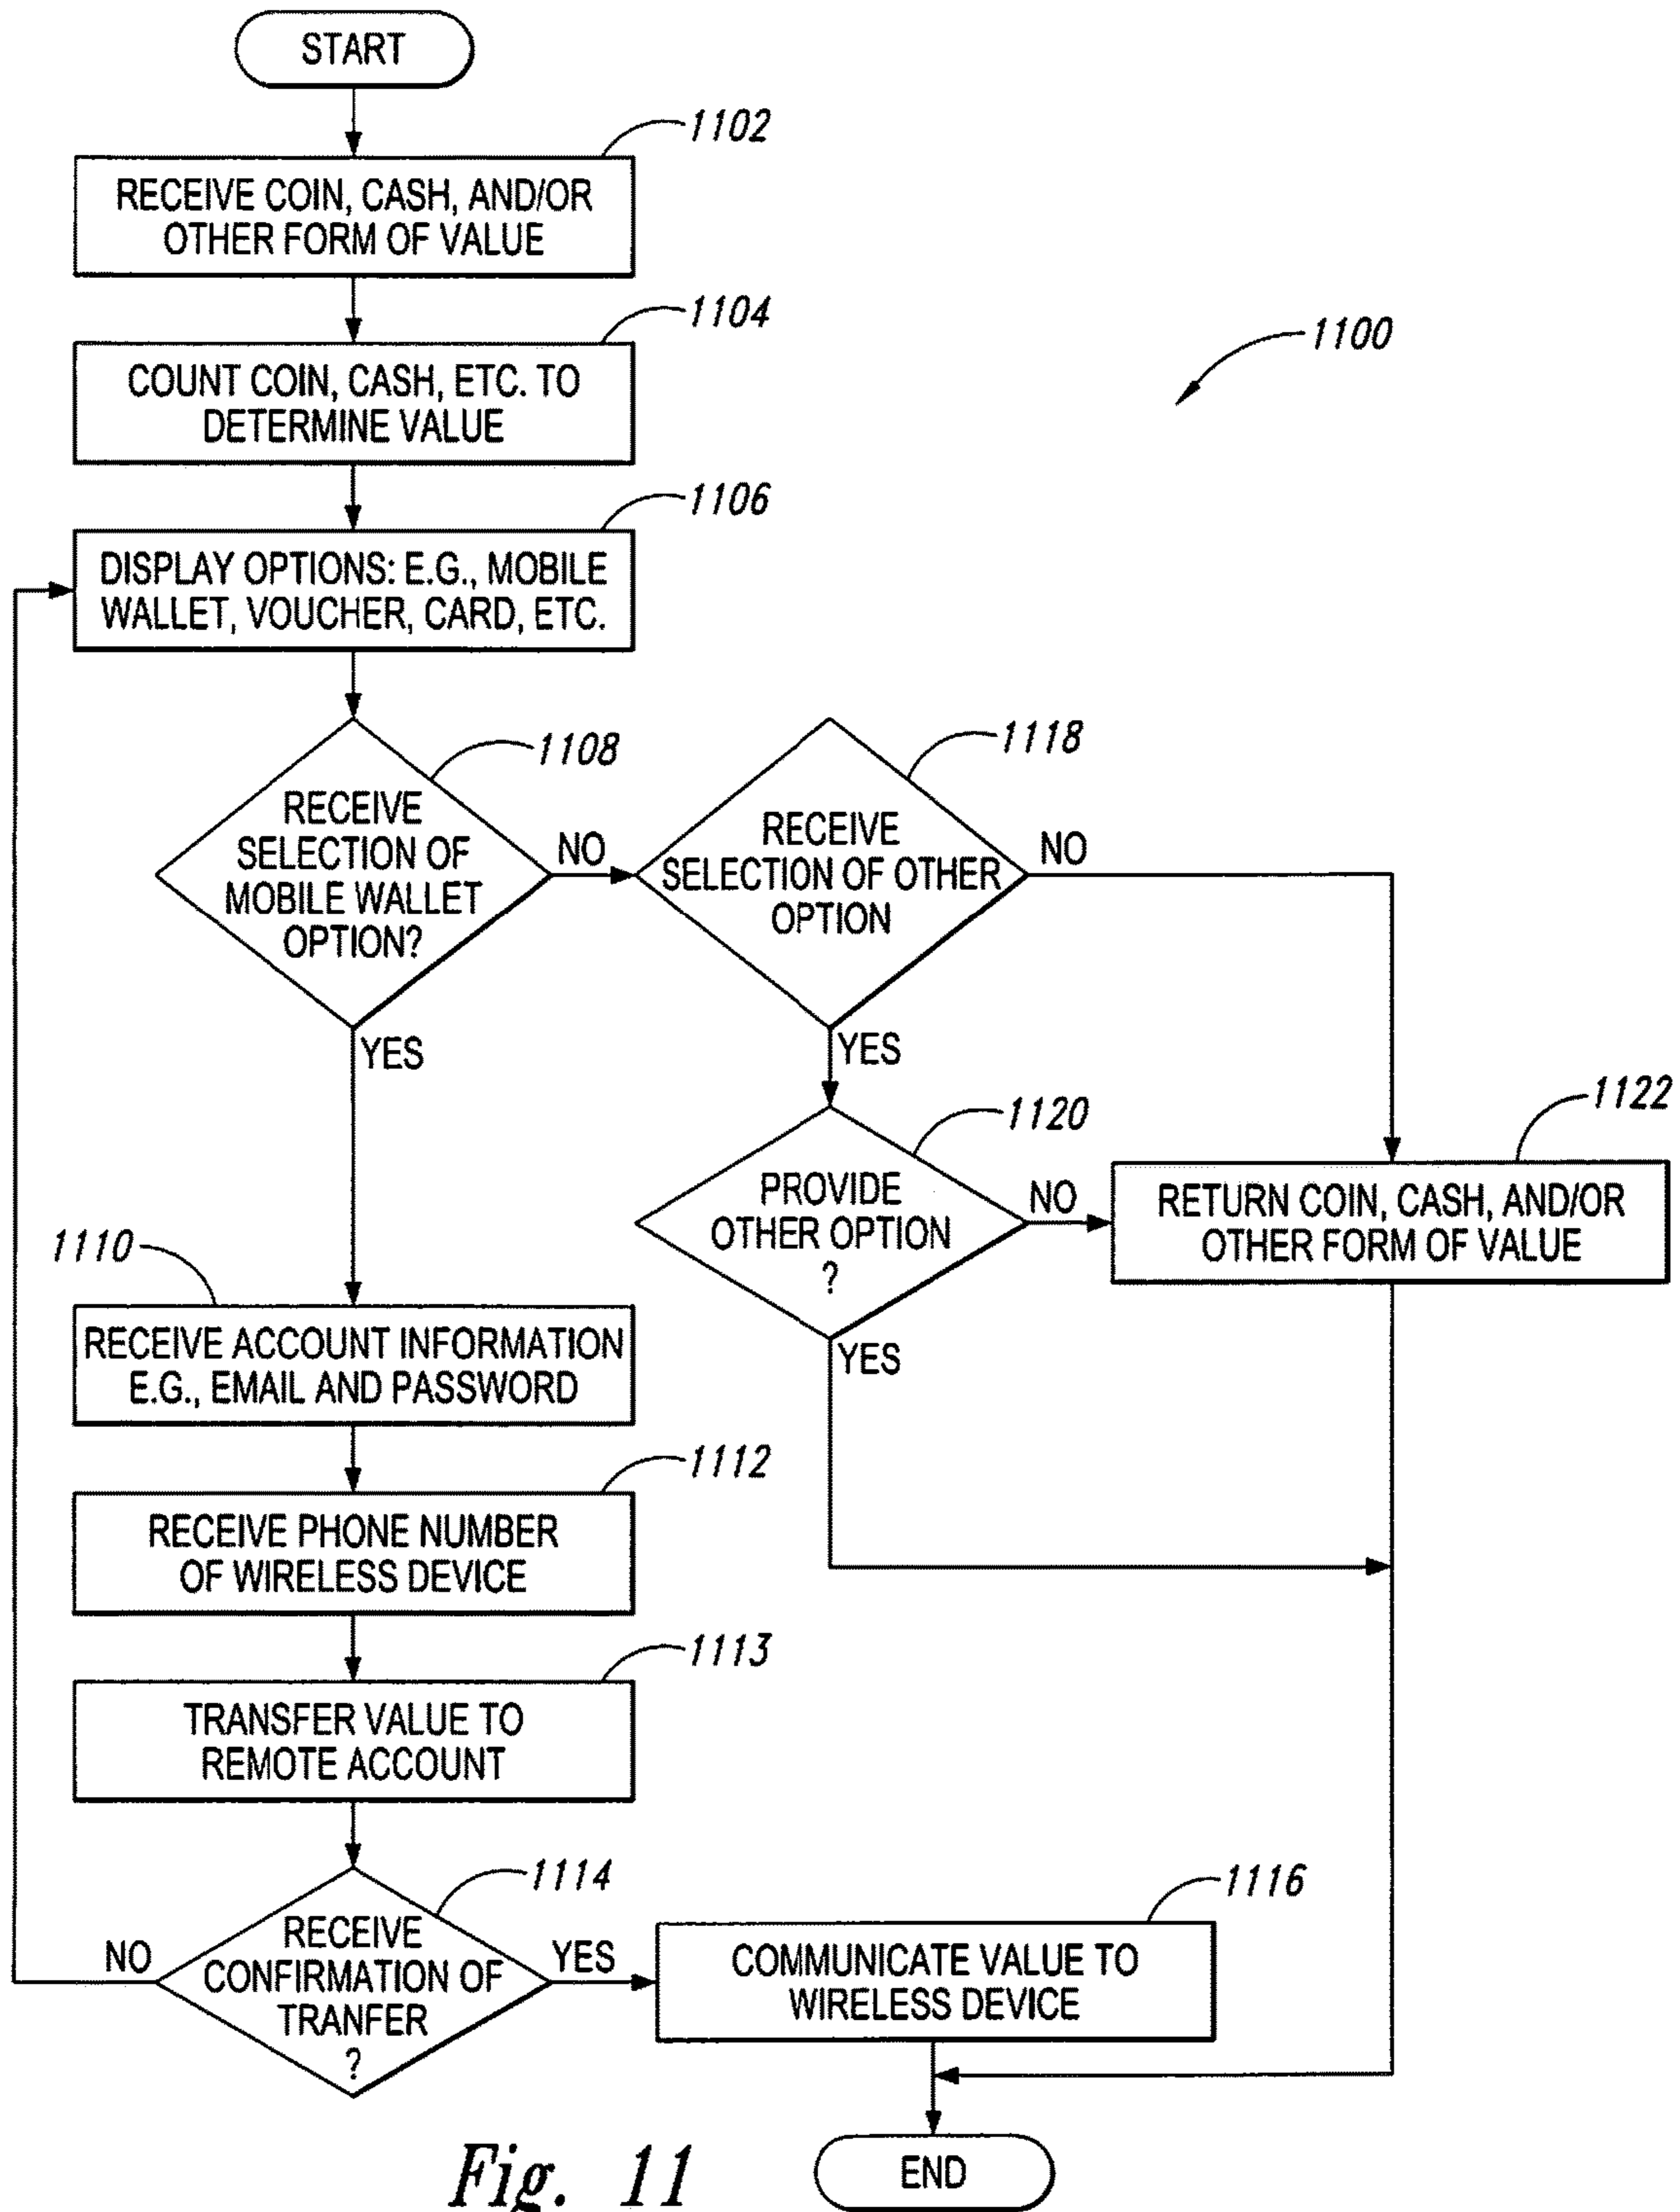 START
1102
RECEIVE COIN, CASH, AND/OR
OTHER FORM OF VALUE
1104
COUNT COIN, CASH, ETC. TO
DETERMINE VALUE
1100
1106
DISPLAY OPTIONS: E.G., MOBILE
WALLET, VOUCHER, CARD, ETC.
1108
RECEIVE
SELECTION OF
MOBILE WALLET
OPTION?
NO
YES
1118
RECEIVE
SELECTION OF OTHER
OPTION
NO
YES
1120
PROVIDE
OTHER OPTION
?
NO
YES
1122
RETURN COIN, CASH, AND/OR
OTHER FORM OF VALUE
1110
RECEIVE ACCOUNT INFORMATION
E.G., EMAIL AND PASSWORD
1112
RECEIVE PHONE NUMBER
OF WIRELESS DEVICE
1113
TRANSFER VALUE TO
REMOTE ACCOUNT
1114
RECEIVE
CONFIRMATION OF
TRANFER
?
NO
YES
1116
COMMUNICATE VALUE TO
WIRELESS DEVICE
END
Fig. 11